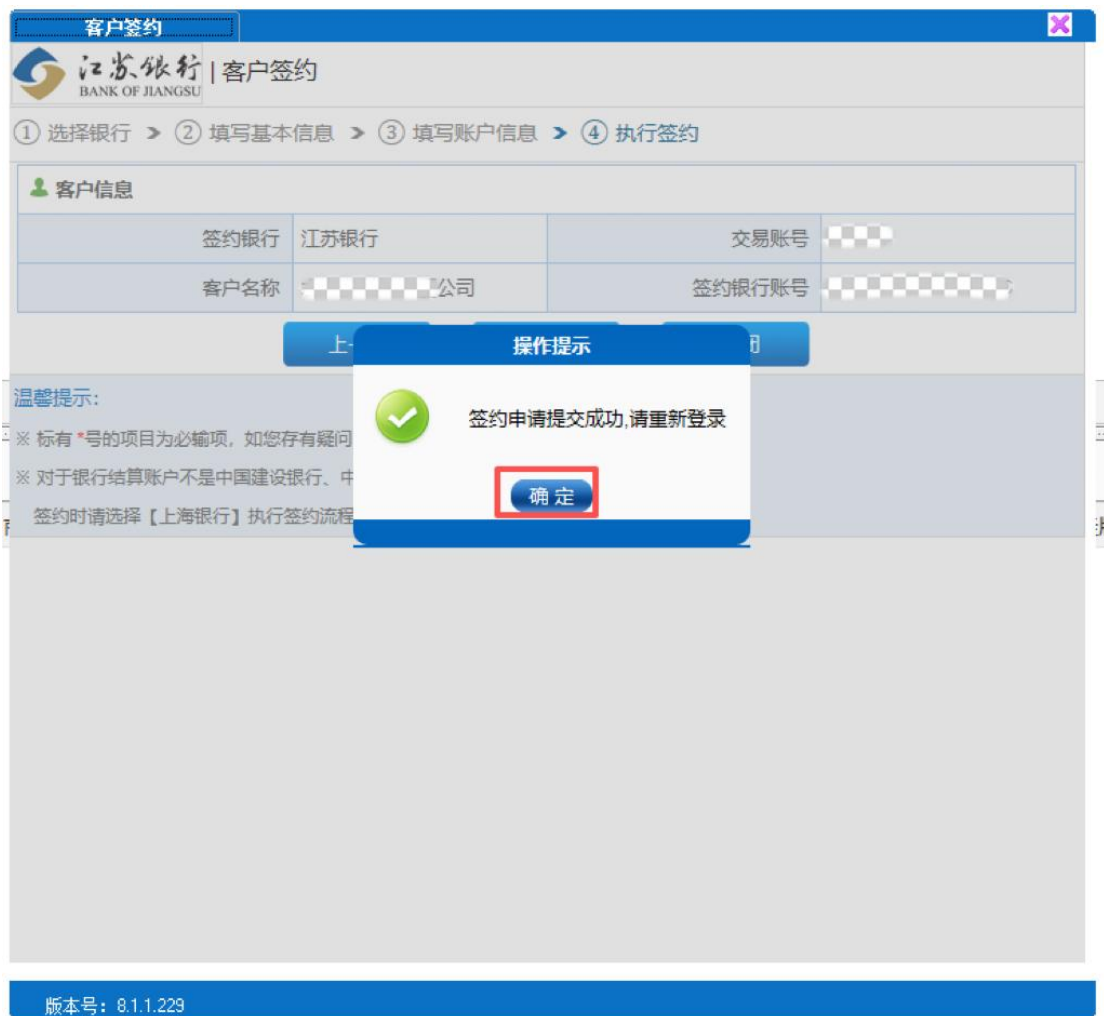 客户签约
江苏银行 | 客户签约
BANK OF JIANGSU
① 选择银行 > ② 填写基本信息 > ③ 填写账户信息 > ④ 执行签约
客户信息
签约银行 江苏银行 交易账号
客户名称 公司 签约银行账号
操作提示
签约申请提交成功,请重新登录
确 定
温馨提示:
※ 标有 *号的项目为必输项, 如您存有疑问
※ 对于银行结算账户不是中国建设银行、中
签约时请选择【上海银行】执行签约流程
版本号: 8.1.1.229